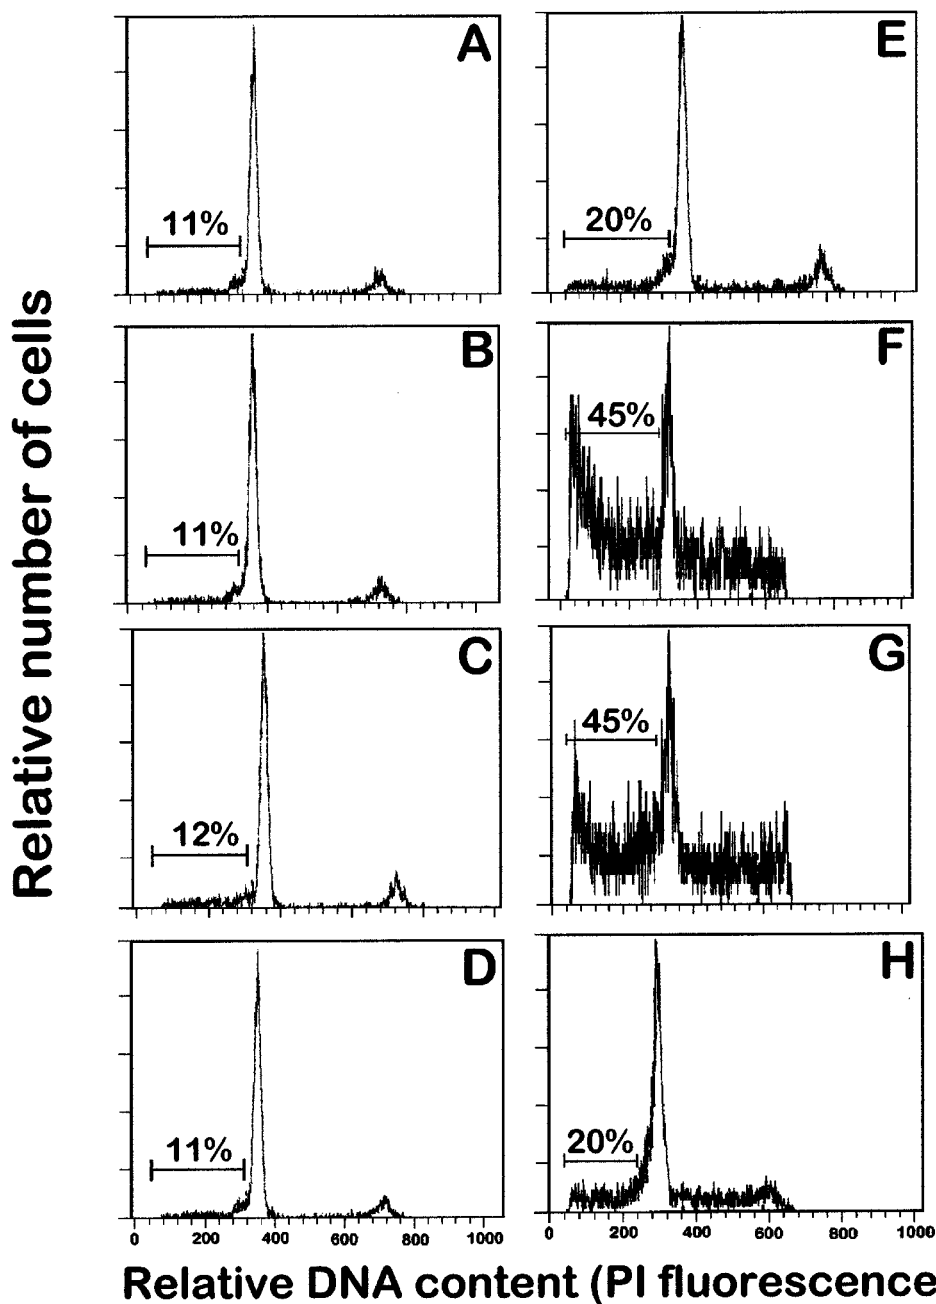 Relative number of cells
A
11%
B
11%
C
12%
D
11%
0 200 400 600 800 1000
E
20%
F
45%
G
45%
H
20%
0 200 400 600 800 1000
Relative DNA content (PI fluorescence